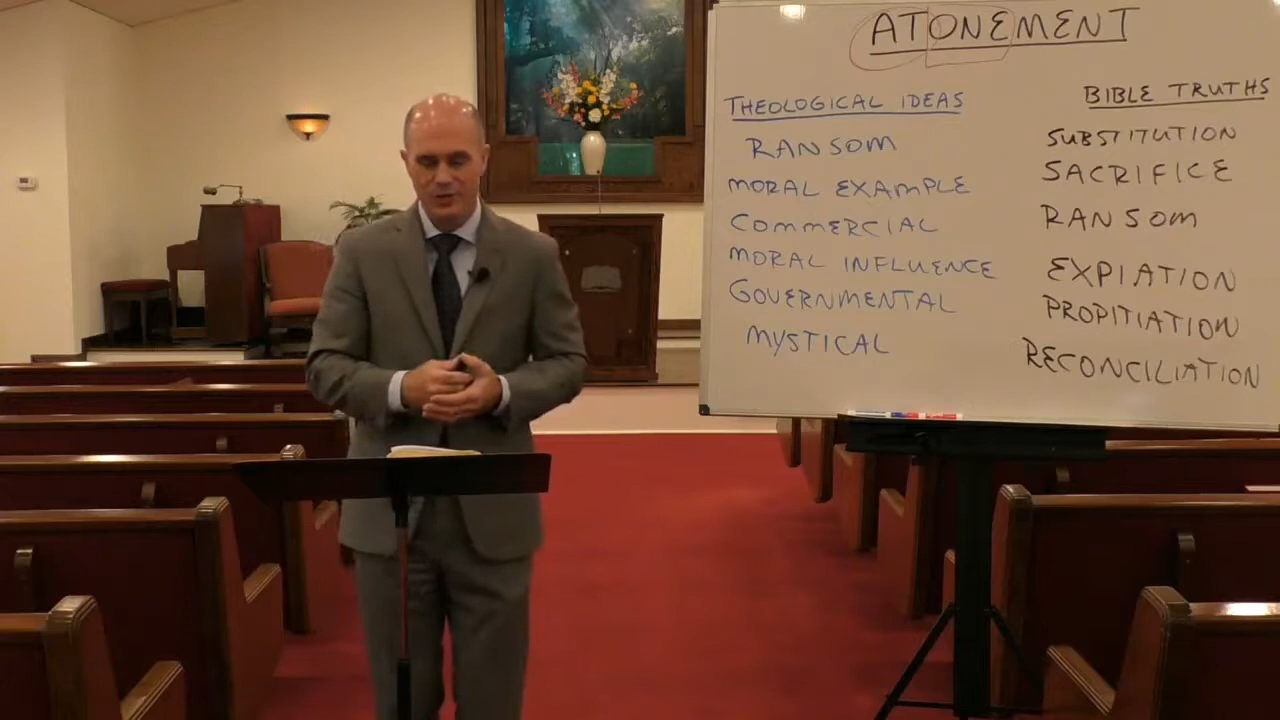 ATONEMENT
THEOLOGICAL IDEAS
RANSOM
MORAL EXAMPLE
COMMERCIAL
MORAL INFLUENCE
GOVERNMENTAL
MYSTICAL
BIBLE TRUTHS
SUBSTITUTION
SACRIFICE
RANSOM
EXPIATION
PROPITIATION
RECONCILIATION